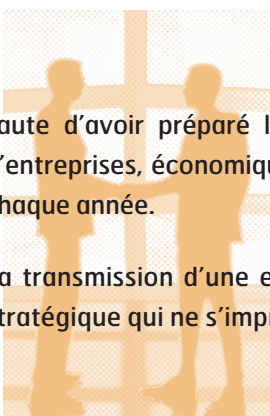 aute d'avoir préparé l
'entreprises, économiqu
haque année.
a transmission d'une e
tratégique qui ne s'impr